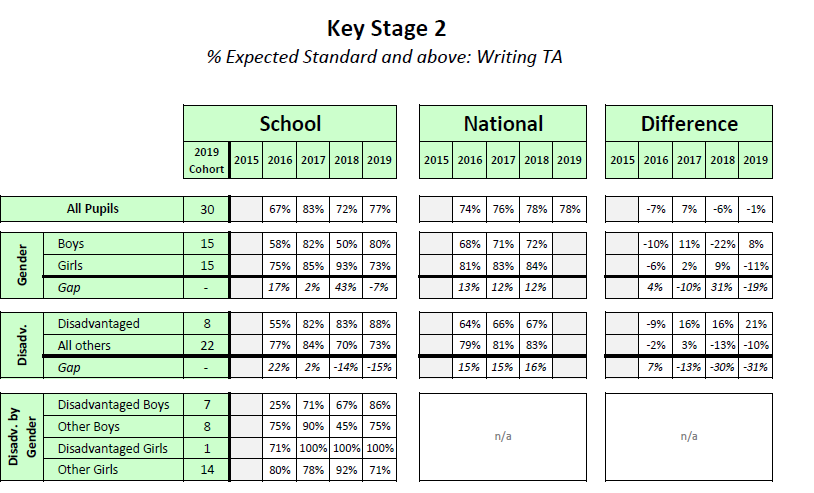 Key Stage 2
% Expected Standard and above: Writing TA
School National Difference
2019 Cohort 2015 2016 2017 2018 2019 2015 2016 2017 2018 2019 2015 2016 2017 2018 2019
All Pupils 30 67% 83% 72% 77% 74% 76% 78% 78% -7% 7% -6% -1%
Gender
Boys 15 58% 82% 50% 80% 68% 71% 72% -10% 11% -22% 8%
Girls 15 75% 85% 93% 73% 81% 83% 84% -6% 2% 9% -11%
Gap - 17% 2% 43% -7% 13% 12% 12% 4% -10% 31% -19%
Disadv.
Disadvantaged 8 55% 82% 83% 88% 64% 66% 67% -9% 16% 16% 21%
All others 22 77% 84% 70% 73% 79% 81% 83% -2% 3% -13% -10%
Gap - 22% 2% -14% -15% 15% 15% 16% 7% -13% -30% -31%
Disadv. by
Gender
Disadvantaged Boys 7 25% 71% 67% 86%
Other Boys 8 75% 90% 45% 75%
Disadvantaged Girls 1 71% 100% 100% 100%
Other Girls 14 80% 78% 92% 71%
n/a n/a